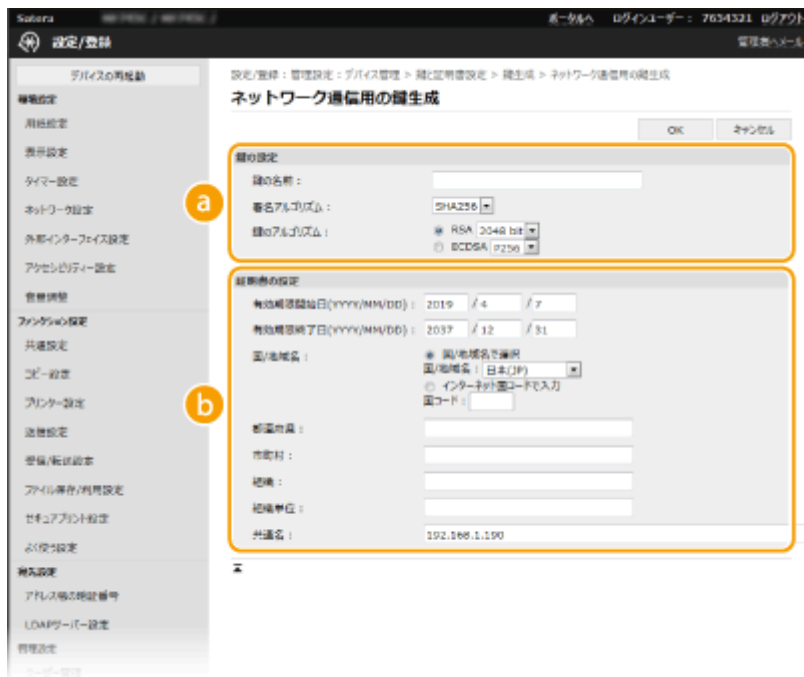 Satera
ポータルへ ログインユーザー： 7654321 ログアウト
設定/登録
管理者へメール
デバイスの再起動
設定/登録：管理設定：デバイス管理 > 鍵と証明書設定 > 鍵生成 > ネットワーク通信用の鍵生成
ネットワーク通信用の鍵生成
OK キャンセル
環境設定
用紙設定
表示設定
タイマー設定
ネットワーク設定
外部インターフェイス設定
アクセシビリティー設定
音量調整
ファンクション設定
共通設定
コピー設定
プリンター設定
送信設定
受信/転送設定
ファイル保存/利用設定
セキュアプリント設定
よく使う設定
宛先設定
アドレス帳の暗証番号
LDAPサーバー設定
管理設定
ユーザー管理
a
鍵の設定
鍵の名前：
署名アルゴリズム： SHA256
鍵のアルゴリズム： RSA 2048 bit
ECDSA P256
b
証明書の設定
有効期限開始日(YYYY/MM/DD)： 2019 / 4 / 7
有効期限終了日(YYYY/MM/DD)： 2037 / 12 / 31
国/地域名： 国/地域名で選択
国/地域名： 日本(JP)
インターネット国コードで入力
国コード：
都道府県：
市町村：
組織：
組織単位：
共通名： 192.168.1.190